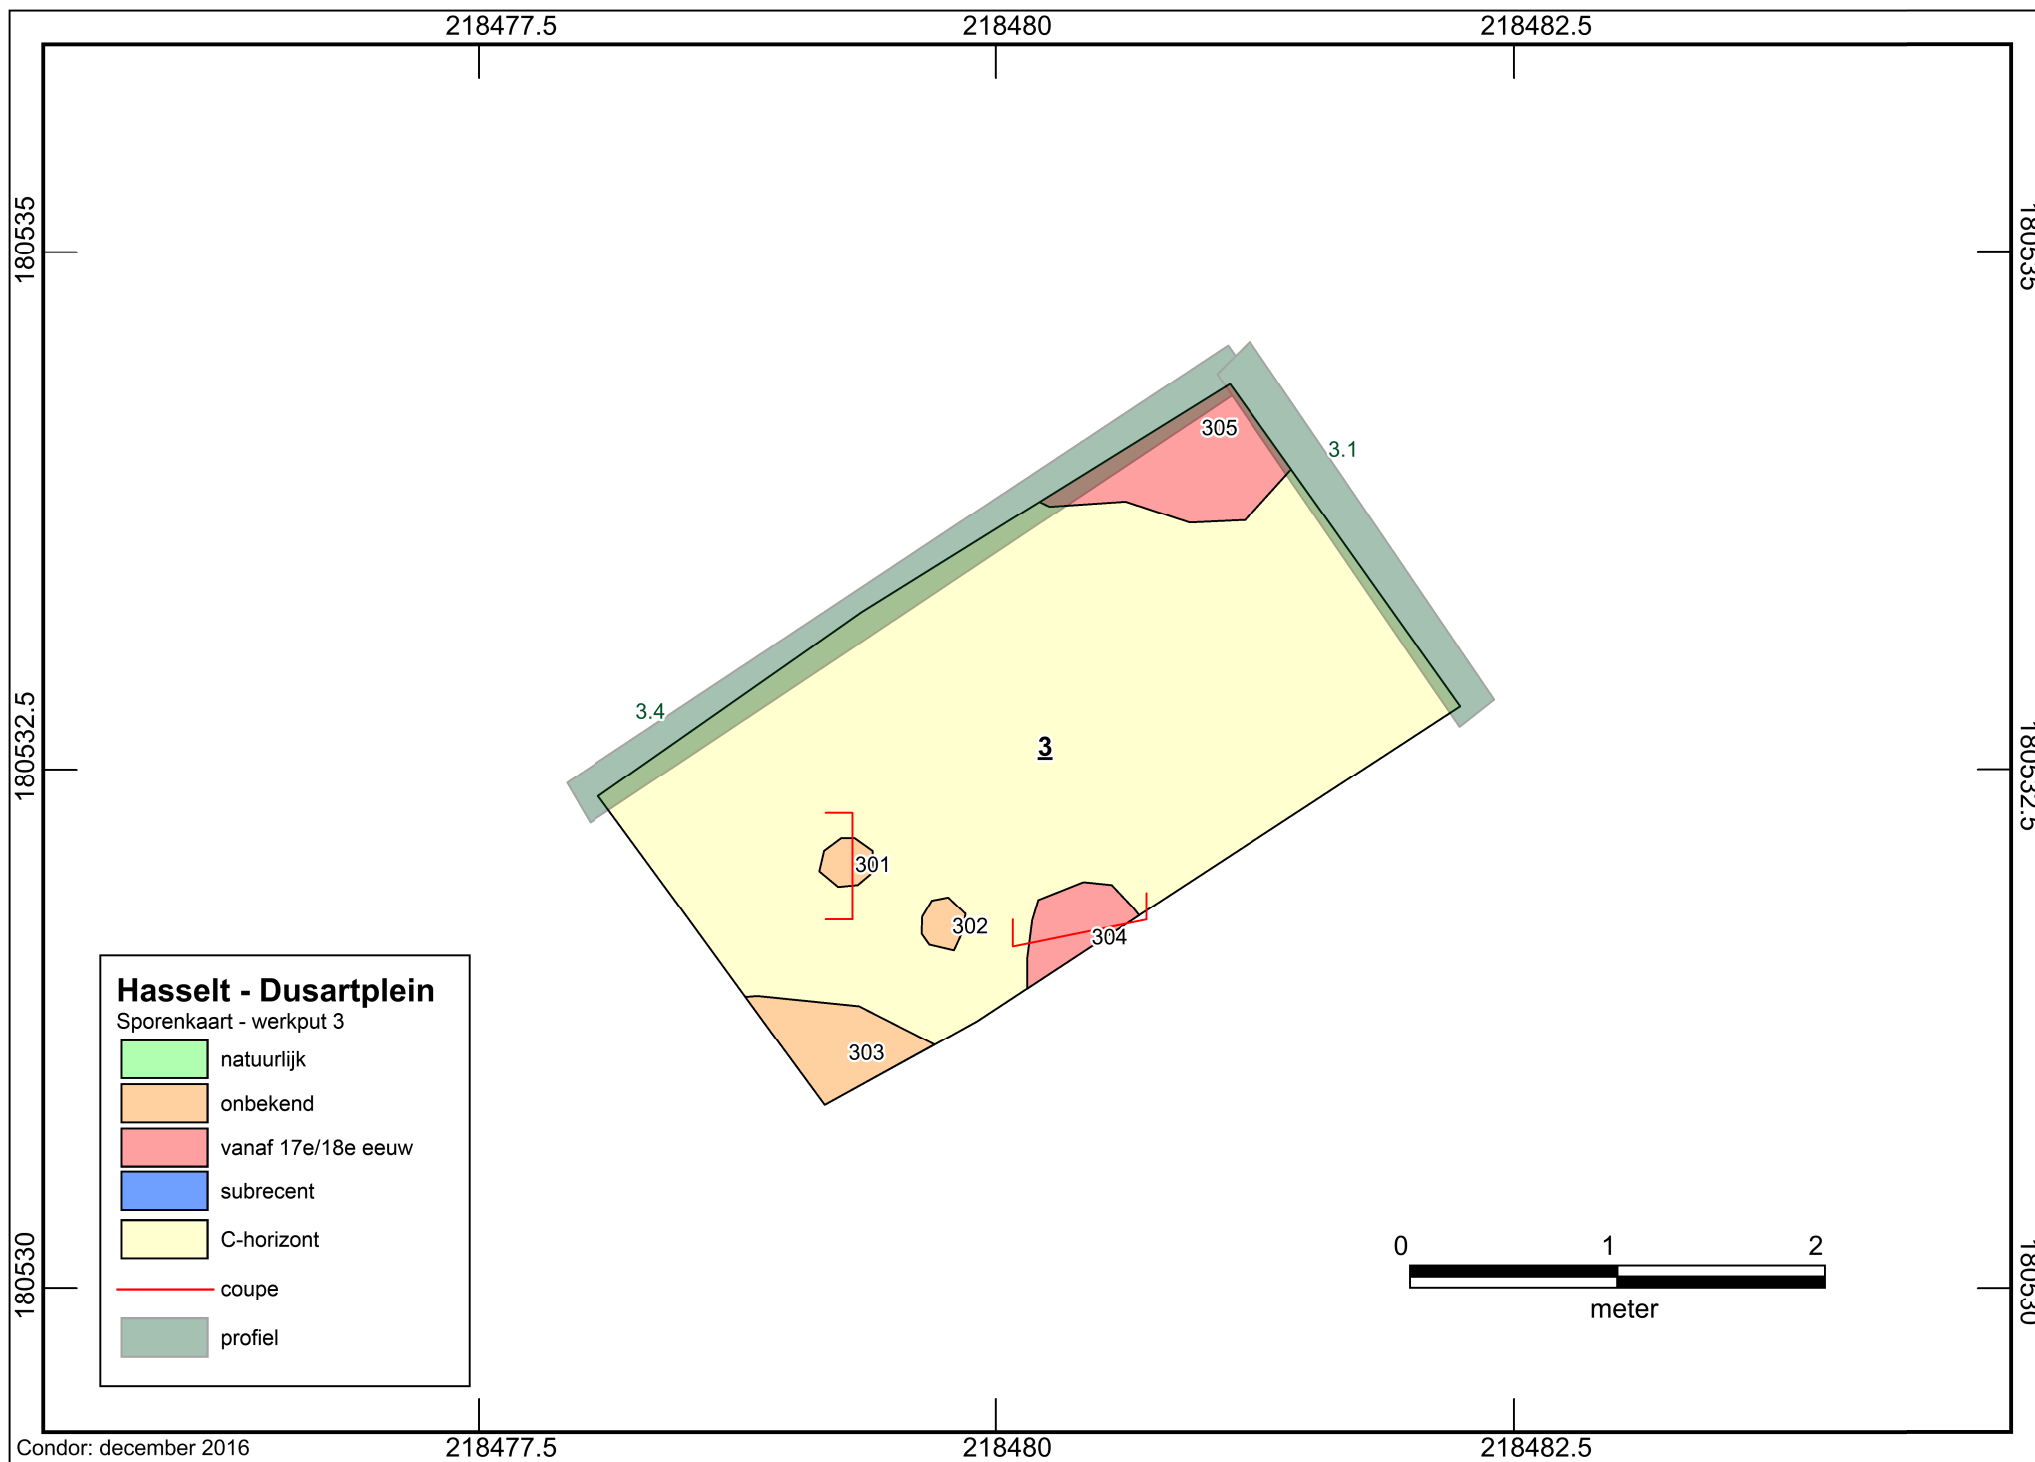 218477.5
218480
218482.5
180535
180535
305
3.1
3.4
3
180532.5
180532.5
301
302
304
303
Hasselt - Dusartplein
Sporenkaart - werkput 3
natuurlijk
onbekend
vanaf 17e/18e eeuw
subrecent
C-horizont
coupe
profiel
0 1 2
meter
180530
180530
Condor: december 2016
218477.5
218480
218482.5